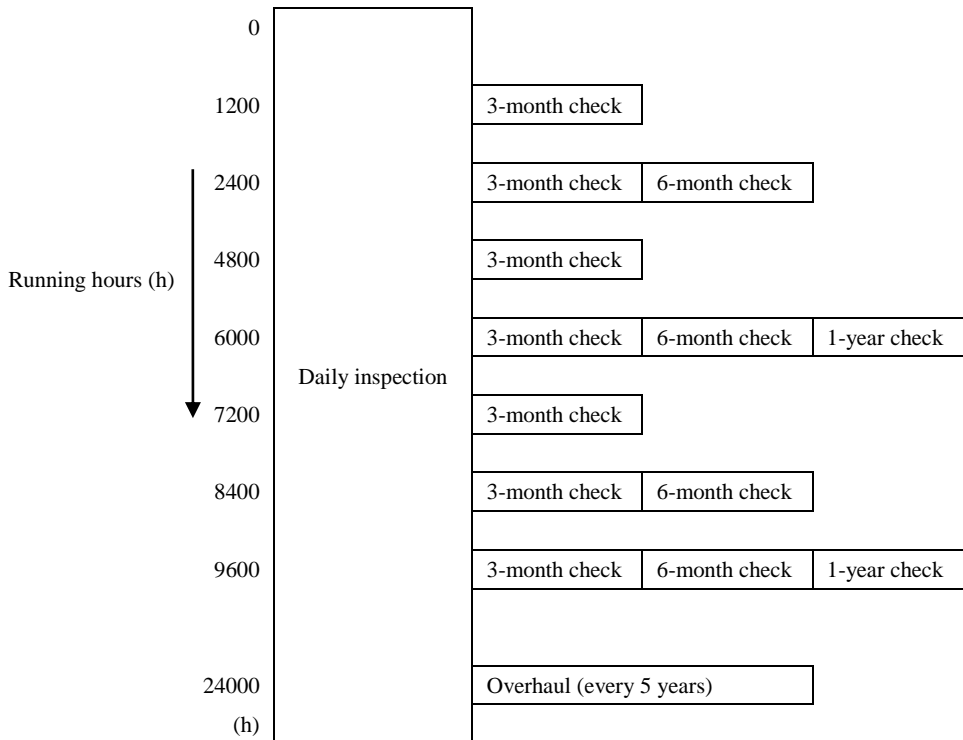 0
1200 3-month check
2400 3-month check 6-month check
4800 3-month check
Running hours (h)
6000 3-month check 6-month check 1-year check
Daily inspection
7200 3-month check
8400 3-month check 6-month check
9600 3-month check 6-month check 1-year check
24000 Overhaul (every 5 years)
(h)